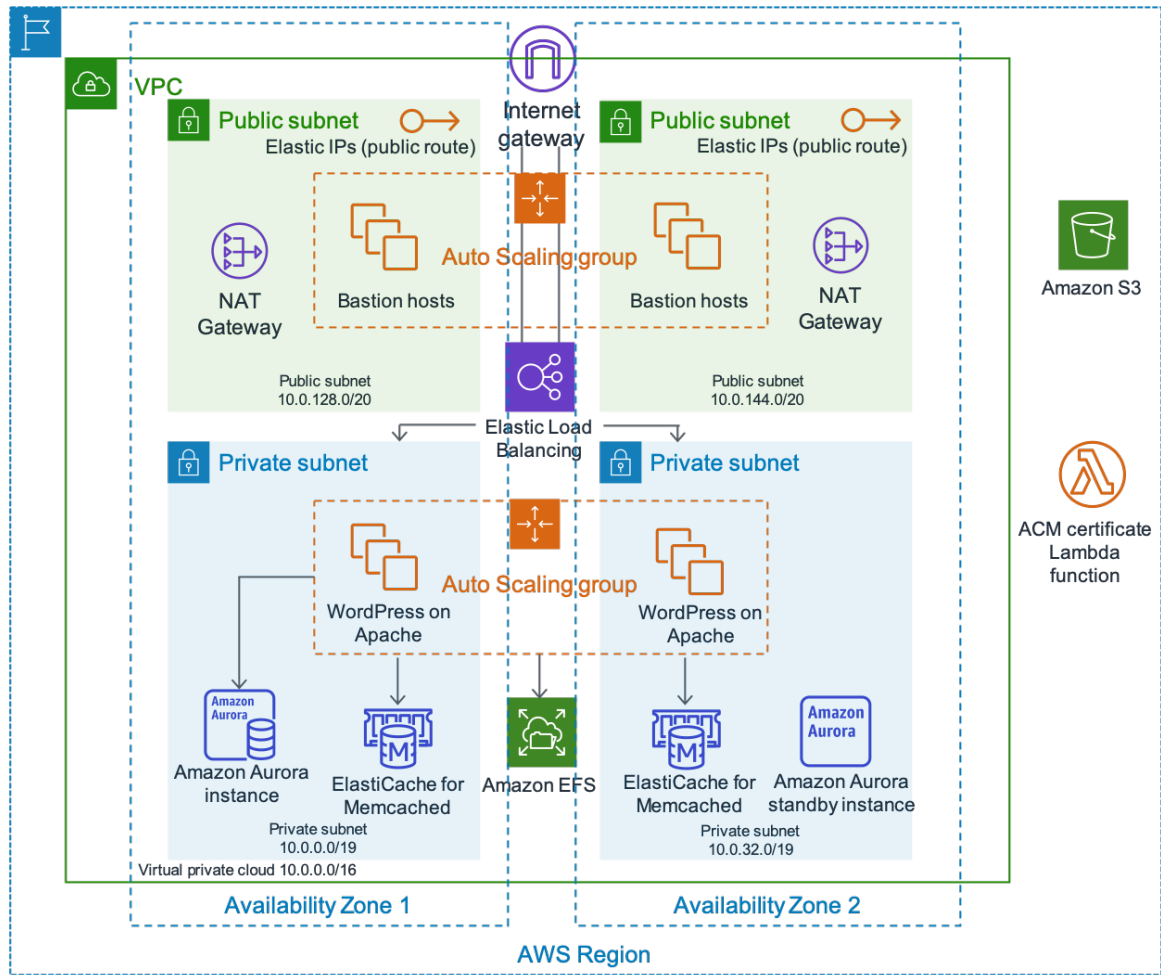 VPC
Internet
gateway
Public subnet
Elastic IPs (public route)
Public subnet
Elastic IPs (public route)
NAT
Gateway
Bastion hosts
Auto Scaling group
Bastion hosts
NAT
Gateway
Public subnet
10.0.128.0/20
Public subnet
10.0.144.0/20
Elastic Load
Balancing
Private subnet
Private subnet
WordPress on
Apache
Auto Scaling group
WordPress on
Apache
Amazon
Aurora
Amazon Aurora
instance
M
ElastiCache for
Memcached
Amazon EFS
M
ElastiCache for
Memcached
Amazon
Aurora
Amazon Aurora
standby instance
Private subnet
10.0.0.0/19
Private subnet
10.0.32.0/19
Virtual private cloud 10.0.0.0/16
Availability Zone 1
Availability Zone 2
AWS Region
Amazon S3
ACM certificate
Lambda
function